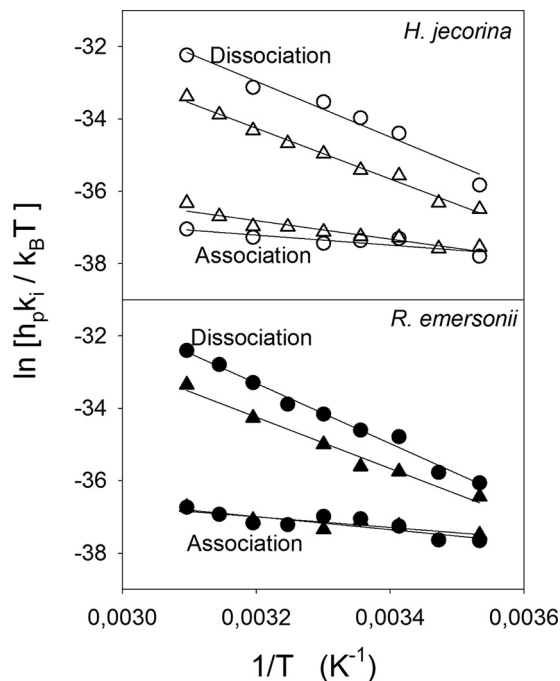 H. jecorina
-32
Dissociation
-34
-36
Association
-38
R. emersonii
-32
Dissociation
-34
-36
Association
-38
ln [hₚkᵢ / k_BT]
0,0030 0,0032 0,0034 0,0036
1/T (K⁻¹)